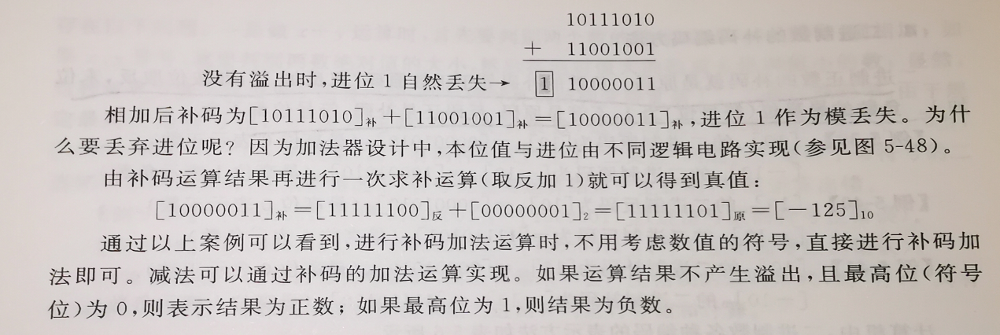 10111010
+ 11001001
没有溢出时,进位1自然丢失→ 1 10000011
相加后补码为[10111010]补+[11001001]补=[10000011]补,进位1作为模丢失。为什
么要丢弃进位呢?因为加法器设计中,本位值与进位由不同逻辑电路实现(参见图5-48)。
由补码运算结果再进行一次求补运算(取反加1)就可以得到真值:
[10000011]补=[11111100]反+[00000001]2=[11111101]原=[-125]10
通过以上案例可以看到,进行补码加法运算时,不用考虑数值的符号,直接进行补码加
法即可。减法可以通过补码的加法运算实现。如果运算结果不产生溢出,且最高位(符号
位)为0,则表示结果为正数;如果最高位为1,则结果为负数。